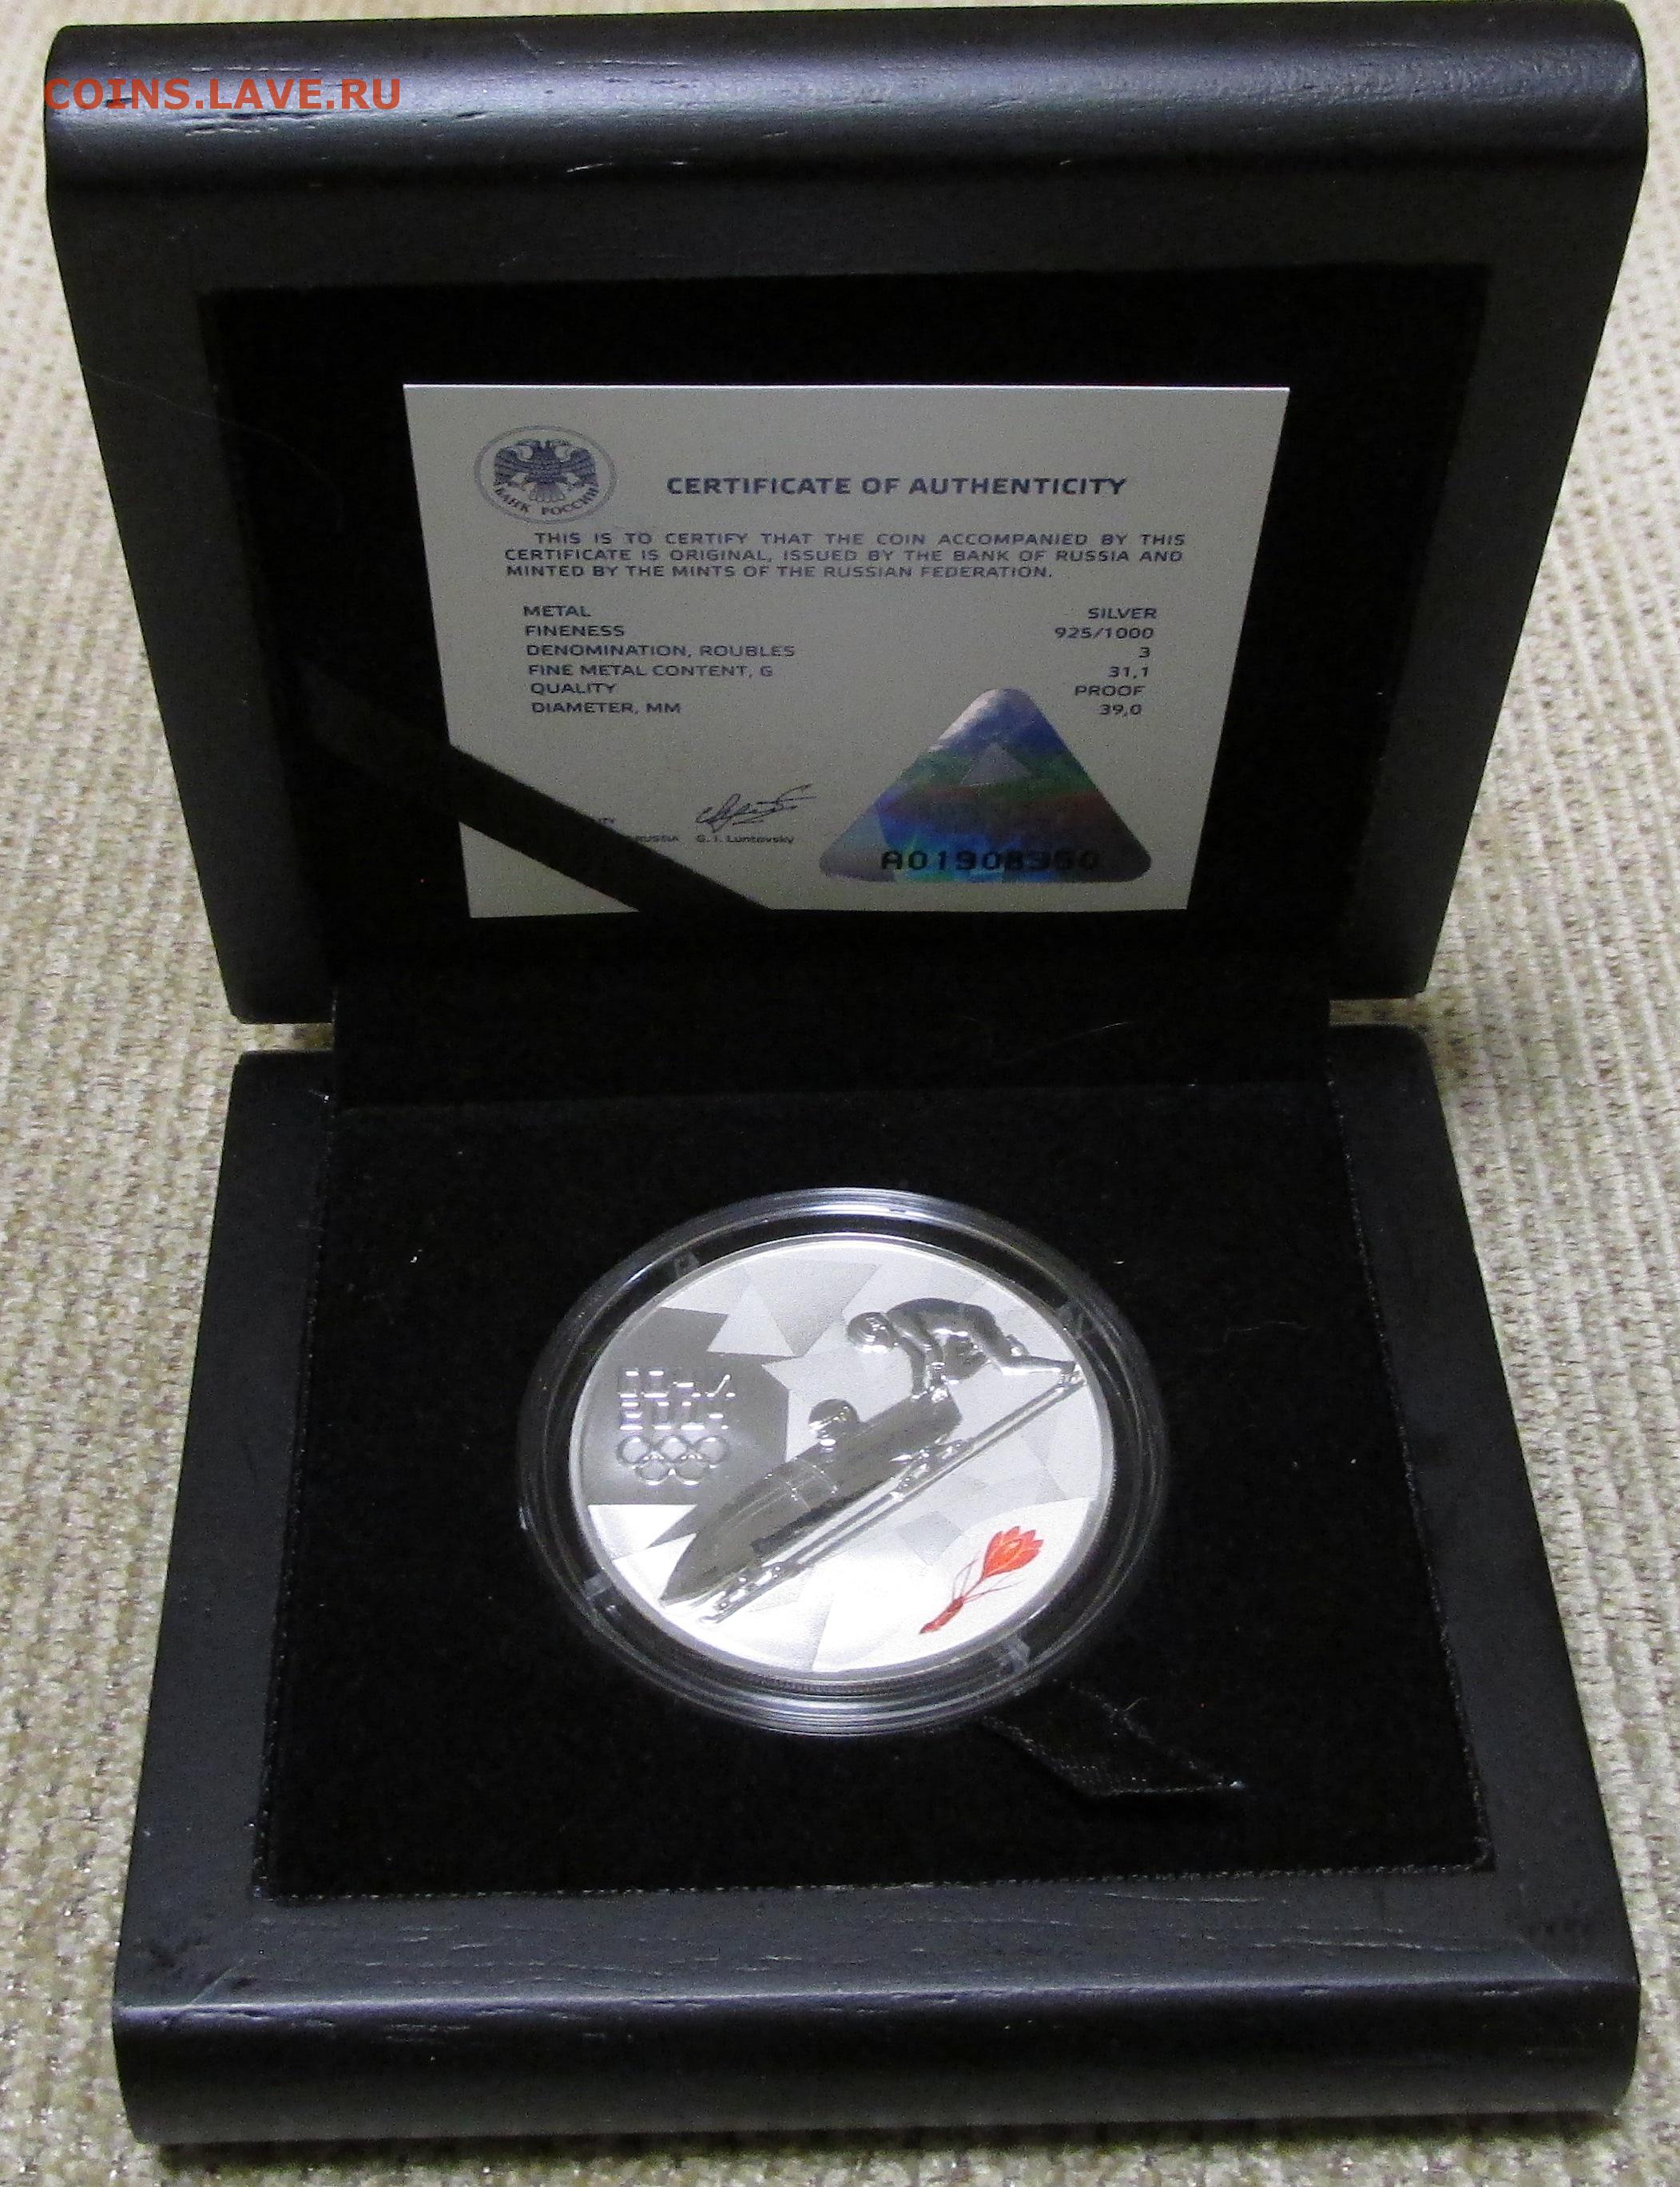 COINS.LAVE.RU
БАНК РОССИИ
CERTIFICATE OF AUTHENTICITY
THIS IS TO CERTIFY THAT THE COIN ACCOMPANIED BY THIS
CERTIFICATE IS ORIGINAL, ISSUED BY THE BANK OF RUSSIA AND
MINTED BY THE MINTS OF THE RUSSIAN FEDERATION.
METAL SILVER
FINENESS 925/1000
DENOMINATION, ROUBLES 3
FINE METAL CONTENT, G 31,1
QUALITY PROOF
DIAMETER, MM 39,0
RUSSIA G. I. Luntovsky
A01908350
СОЧИ
2014